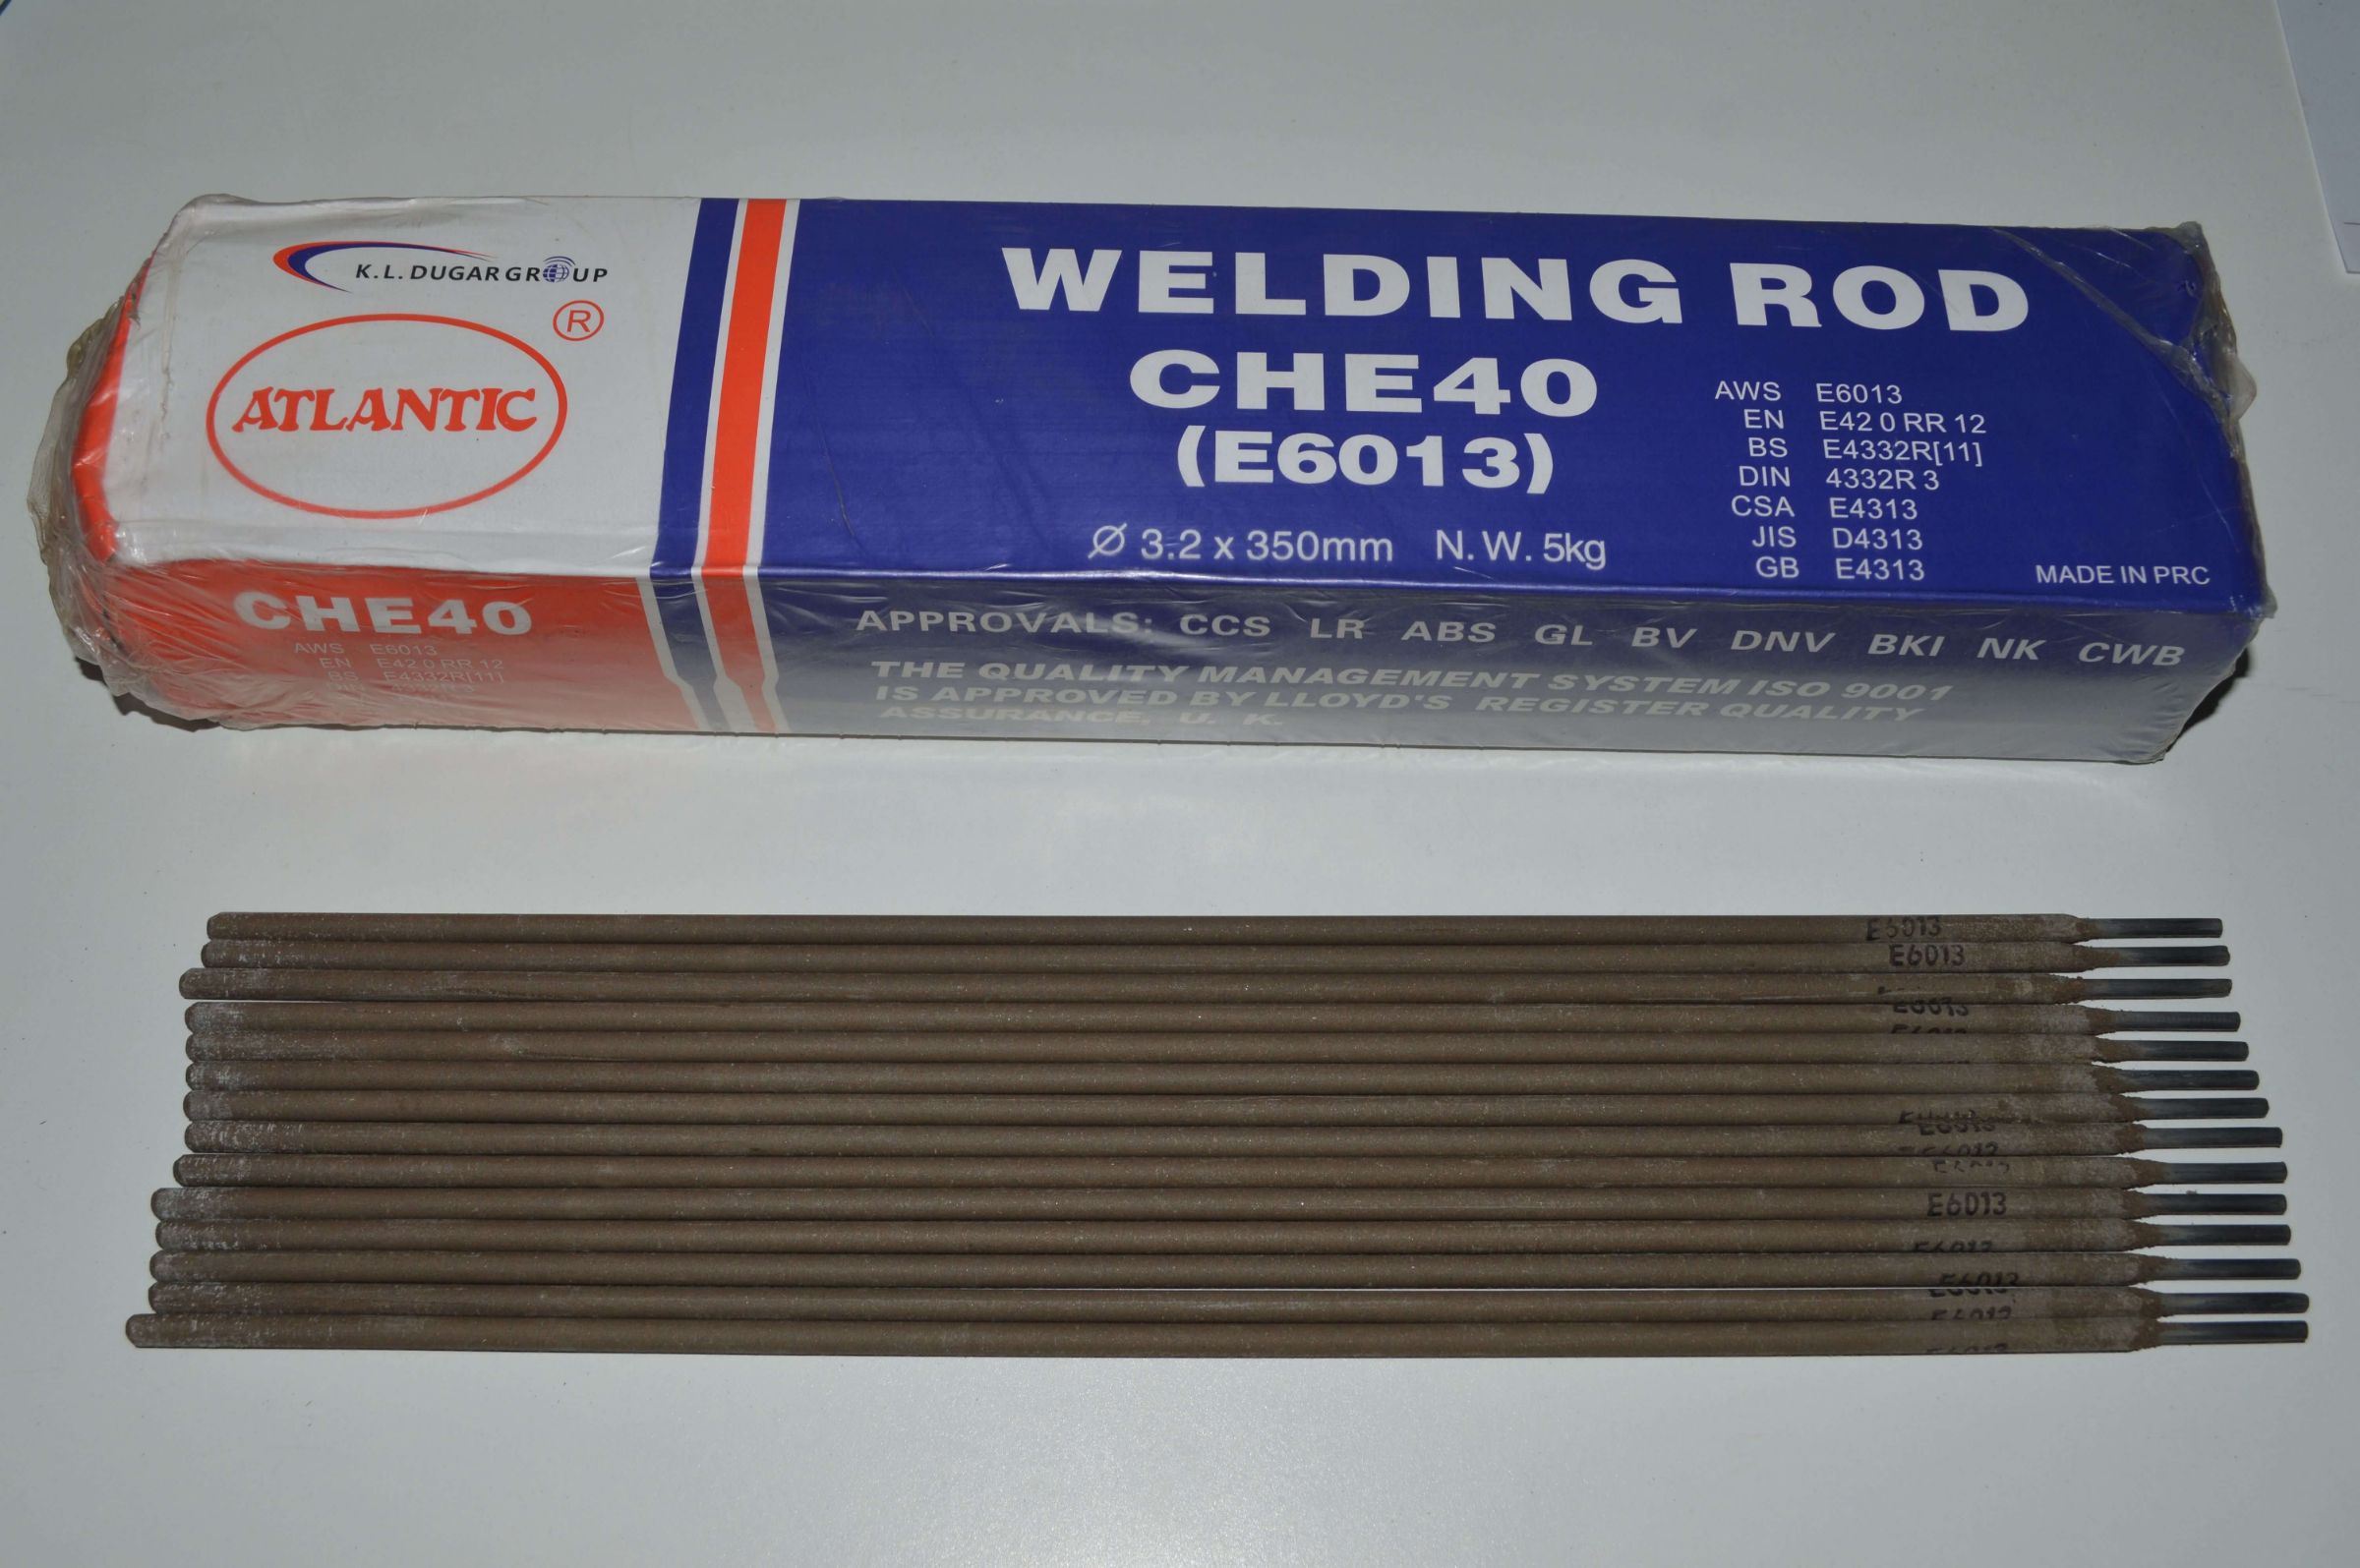 K.L. DUGAR GROUP
ATLANTIC ®
WELDING ROD
CHE40
(E6013)
Ø 3.2 x 350mm N.W. 5kg
AWS E6013
EN E42 0 RR 12
BS E4332R[11]
DIN 4332R 3
CSA E4313
JIS D4313
GB E4313
MADE IN PRC
CHE40
AWS E6013
EN E42 0 RR 12
BS E4332R[11]
APPROVALS: CCS LR ABS GL BV DNV BKI NK CWB
THE QUALITY MANAGEMENT SYSTEM ISO 9001
IS APPROVED BY LLOYD'S REGISTER QUALITY
ASSURANCE, U. K.
E6013
E6013
E6013
E6013